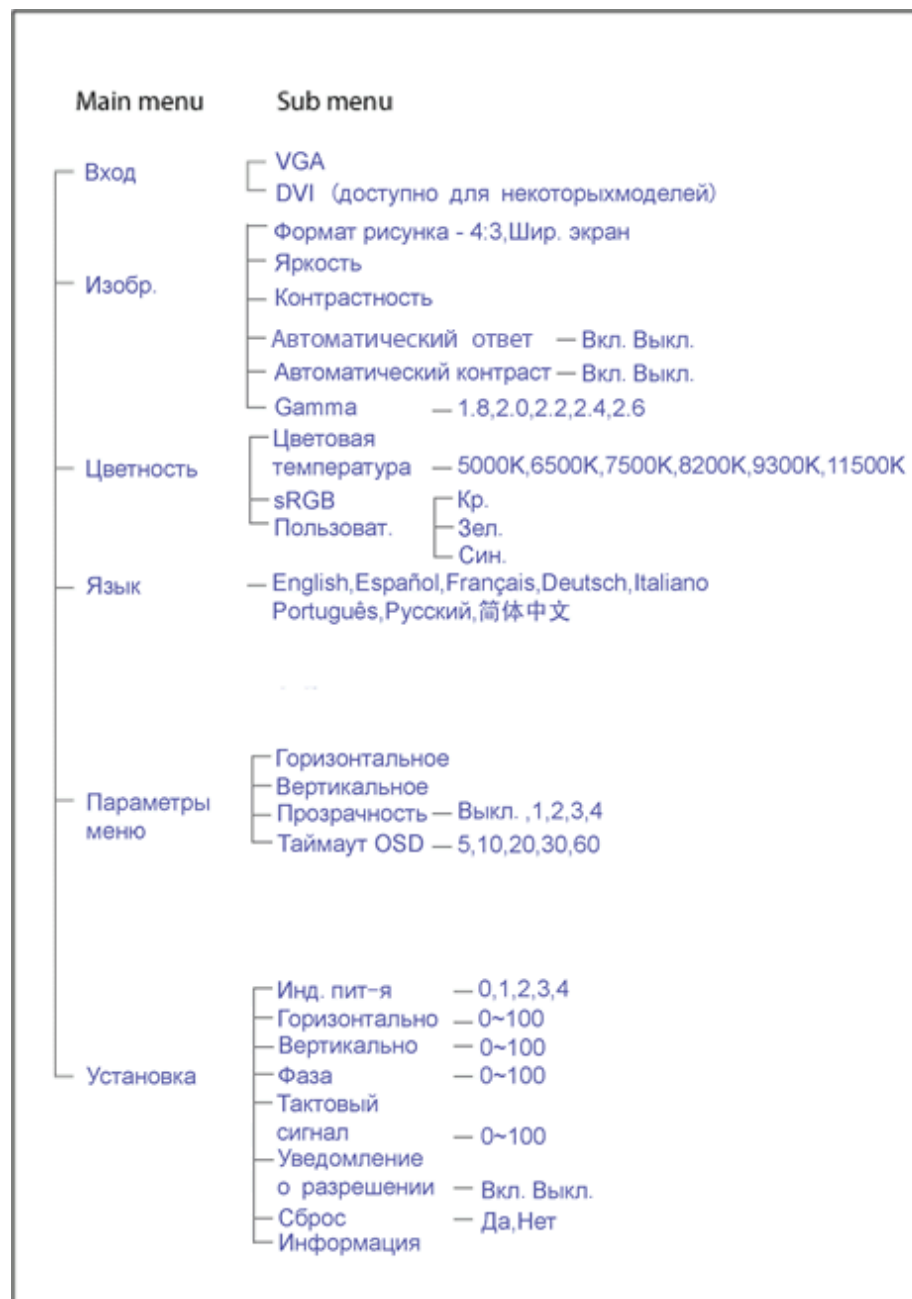 Main menu Sub menu
Вход
VGA
DVI (доступно для некоторыхмоделей)
Изобр.
Формат рисунка - 4:3,Шир. экран
Яркость
Контрастность
Автоматический ответ — Вкл. Выкл.
Автоматический контраст — Вкл. Выкл.
Gamma — 1.8,2.0,2.2,2.4,2.6
Цветность
Цветовая
температура — 5000K,6500K,7500K,8200K,9300K,11500K
sRGB
Пользоват.
Кр.
Зел.
Син.
Язык
English,Español,Français,Deutsch,Italiano
Português,Русский,简体中文
Параметры
меню
Горизонтальное
Вертикальное
Прозрачность — Выкл. ,1,2,3,4
Таймаут OSD — 5,10,20,30,60
Установка
Инд. пит-я — 0,1,2,3,4
Горизонтально — 0~100
Вертикально — 0~100
Фаза — 0~100
Тактовый
сигнал — 0~100
Уведомление
о разрешении — Вкл. Выкл.
Сброс — Да,Нет
Информация